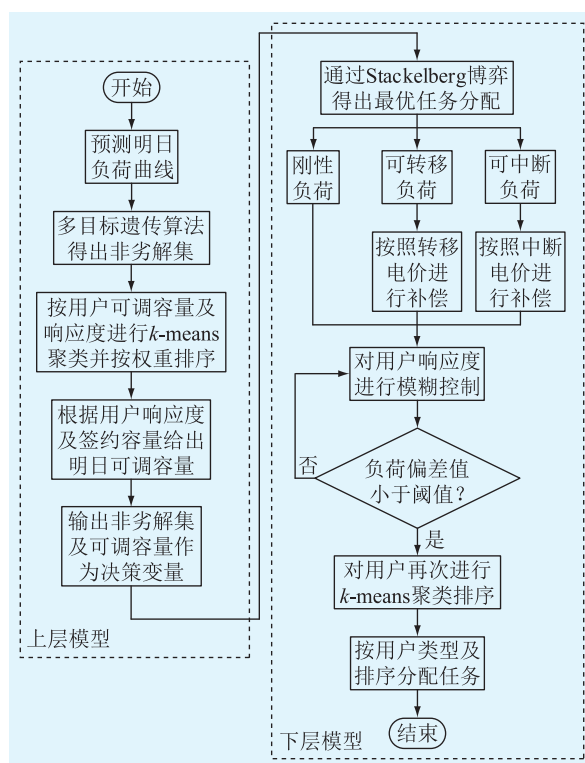 开始
预测明日
负荷曲线
多目标遗传算法
得出非劣解集
按用户可调容量及
响应度进行k-means
聚类并按权重排序
根据用户响应度
及签约容量给出
明日可调容量
输出非劣解集
及可调容量作
为决策变量
上层模型
通过Stackelberg博弈
得出最优任务分配
刚性
负荷
可转移
负荷
可中断
负荷
按照转移
电价进
行补偿
按照中断
电价进
行补偿
对用户响应度
进行模糊控制
否
负荷偏差值
小于阈值?
是
对用户再次进行
k-means聚类排序
按用户类型及
排序分配任务
结束
下层模型